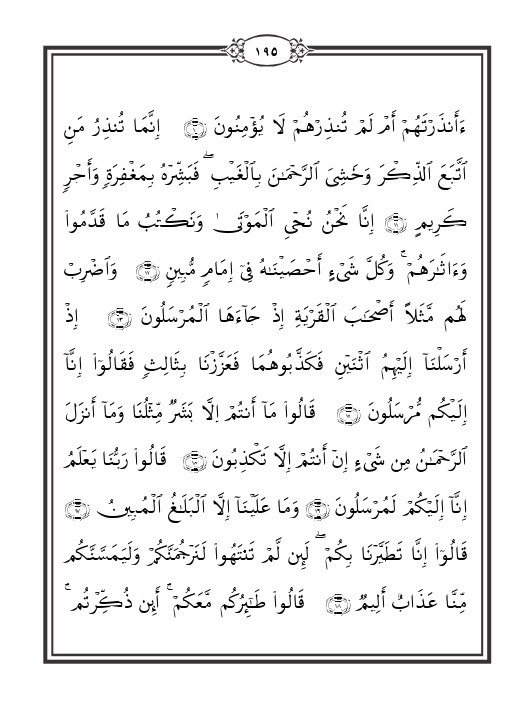 ١٩٥
ءَأَنذَرْتَهُمْ أَمْ لَمْ تُنذِرْهُمْ لَا يُؤْمِنُونَ ۝١٠ إِنَّمَا تُنذِرُ مَنِ
ٱتَّبَعَ ٱلذِّكْرَ وَخَشِىَ ٱلرَّحْمَـٰنَ بِٱلْغَيْبِ ۖ فَبَشِّرْهُ بِمَغْفِرَةٍ وَأَجْرٍ
كَرِيمٍ ۝١١ إِنَّا نَحْنُ نُحْىِ ٱلْمَوْتَىٰ وَنَكْتُبُ مَا قَدَّمُوا۟
وَءَاثَـٰرَهُمْ ۚ وَكُلَّ شَىْءٍ أَحْصَيْنَـٰهُ فِىٓ إِمَامٍ مُّبِينٍ ۝١٢ وَٱضْرِبْ
لَهُم مَّثَلًا أَصْحَـٰبَ ٱلْقَرْيَةِ إِذْ جَآءَهَا ٱلْمُرْسَلُونَ ۝١٣ إِذْ
أَرْسَلْنَآ إِلَيْهِمُ ٱثْنَيْنِ فَكَذَّبُوهُمَا فَعَزَّزْنَا بِثَالِثٍ فَقَالُوٓا۟ إِنَّآ
إِلَيْكُم مُّرْسَلُونَ ۝١٤ قَالُوا۟ مَآ أَنتُمْ إِلَّا بَشَرٌ مِّثْلُنَا وَمَآ أَنزَلَ
ٱلرَّحْمَـٰنُ مِن شَىْءٍ إِنْ أَنتُمْ إِلَّا تَكْذِبُونَ ۝١٥ قَالُوا۟ رَبُّنَا يَعْلَمُ
إِنَّآ إِلَيْكُمْ لَمُرْسَلُونَ ۝١٦ وَمَا عَلَيْنَآ إِلَّا ٱلْبَلَـٰغُ ٱلْمُبِينُ ۝١٧
قَالُوٓا۟ إِنَّا تَطَيَّرْنَا بِكُمْ ۖ لَئِن لَّمْ تَنتَهُوا۟ لَنَرْجُمَنَّكُمْ وَلَيَمَسَّنَّكُم
مِّنَّا عَذَابٌ أَلِيمٌ ۝١٨ قَالُوا۟ طَـٰٓئِرُكُم مَّعَكُمْ ۚ أَئِن ذُكِّرْتُم ۚ